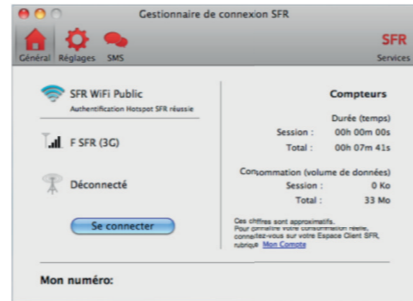 Gestionnaire de connexion SFR
Général Réglages SMS
SFR
Services
SFR WiFi Public
Authentification Hotspot SFR réussie
F SFR (3G)
Déconnecté
Se connecter
Compteurs
Durée (temps)
Session : 00h 00m 00s
Total : 00h 07m 41s
Consommation (volume de données)
Session : 0 Ko
Total : 33 Mo
Ces chiffres sont approximatifs.
Pour connaître votre consommation réelle,
connectez-vous sur votre Espace Client SFR,
rubrique Mon Compte
Mon numéro: